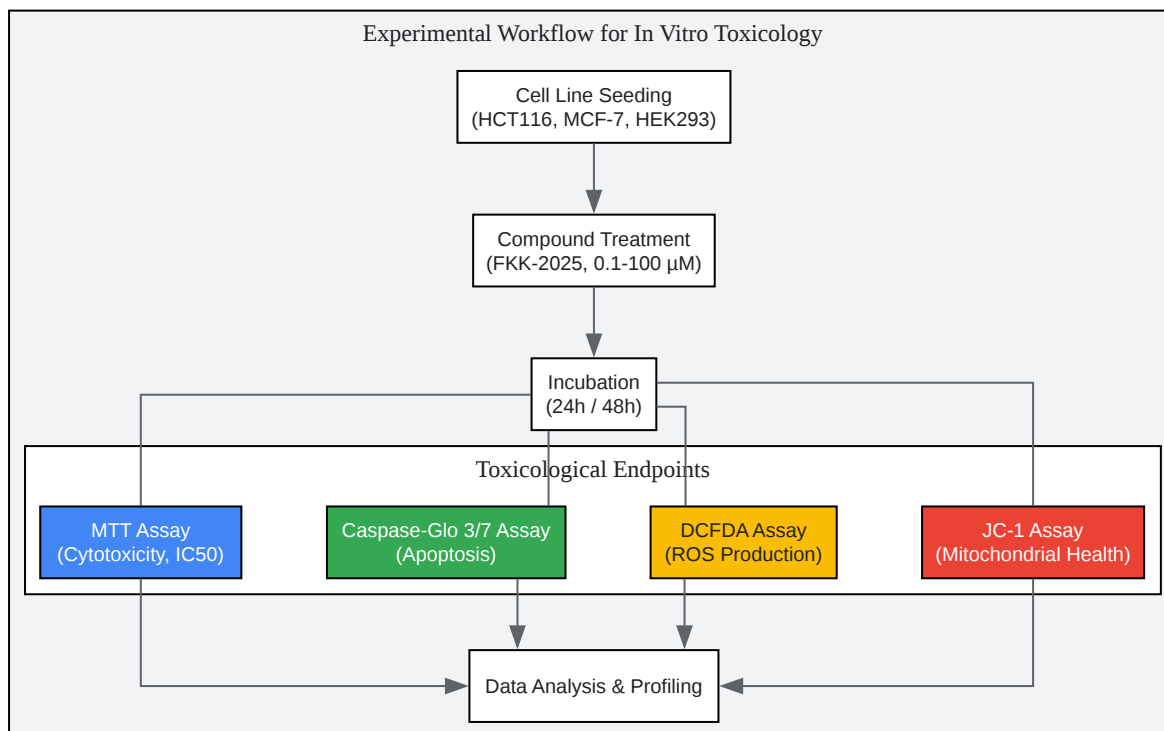 Experimental Workflow for In Vitro Toxicology
Cell Line Seeding
(HCT116, MCF-7, HEK293)
Compound Treatment
(FKK-2025, 0.1-100 µM)
Incubation
(24h / 48h)
Toxicological Endpoints
MTT Assay
(Cytotoxicity, IC50)
Caspase-Glo 3/7 Assay
(Apoptosis)
DCFDA Assay
(ROS Production)
JC-1 Assay
(Mitochondrial Health)
Data Analysis & Profiling